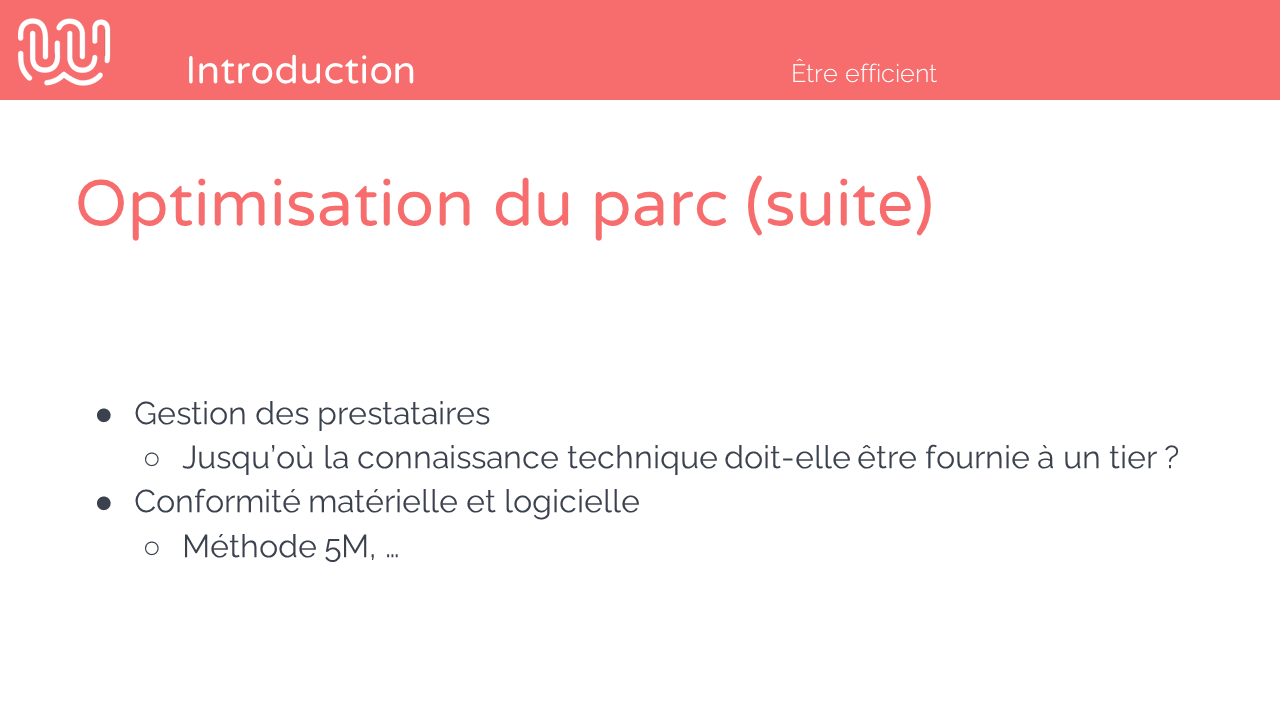 Introduction
Être efficient
Optimisation du parc (suite)
● Gestion des prestataires
○ Jusqu’où la connaissance technique doit-elle être fournie à un tier ?
● Conformité matérielle et logicielle
○ Méthode 5M, …